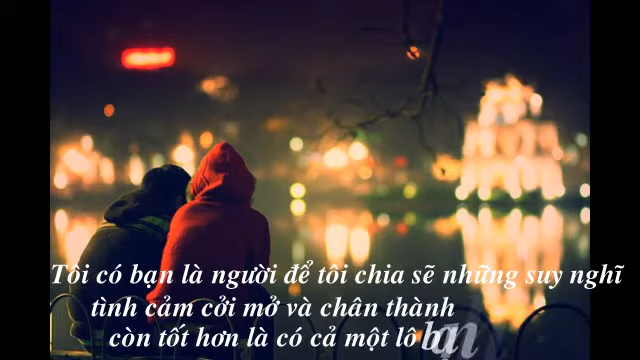 Tôi có bạn là người để tôi chia sẽ những suy nghĩ
tình cảm cởi mở và chân thành
còn tốt hơn là có cả một lô